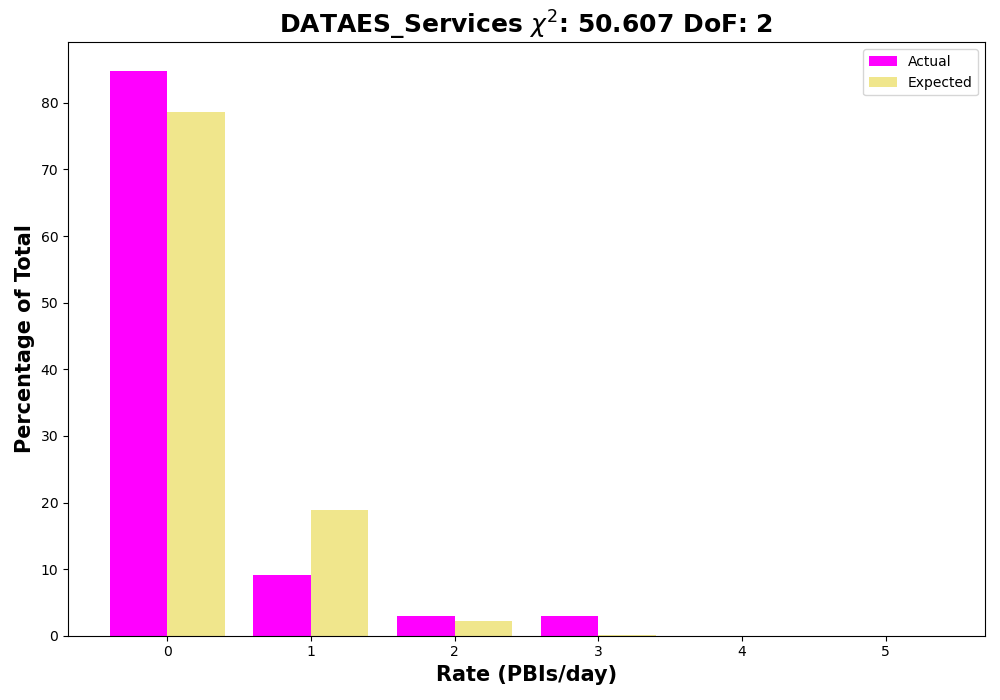 DATAES_Services χ²: 50.607 DoF: 2
Actual
Expected
Percentage of Total
80
70
60
50
40
30
20
10
0
0 1 2 3 4 5
Rate (PBIs/day)